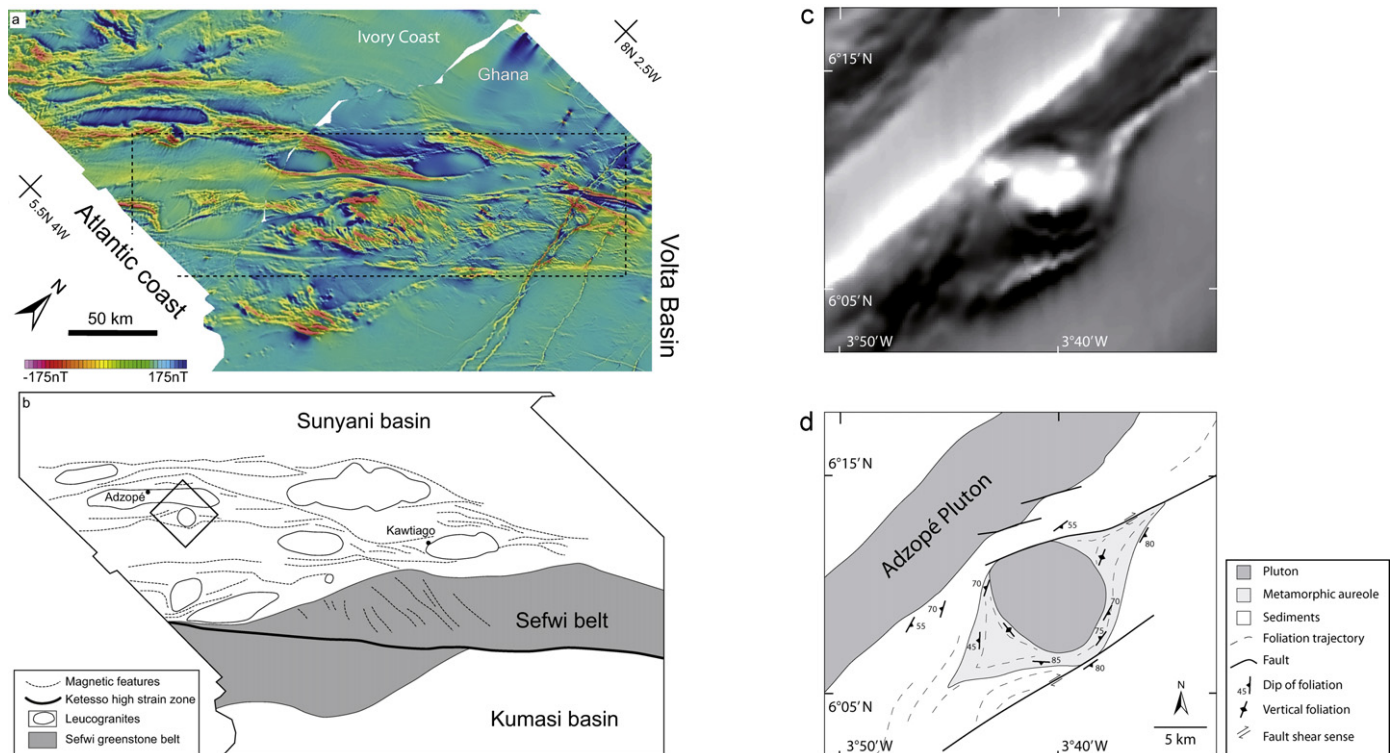 a
Ivory Coast
Ghana
8N 2.5W
5.5N 4W
Atlantic coast
Volta Basin
N
50 km
-175nT 175nT
b
Sunyani basin
Adzopé
Kawtiago
Sefwi belt
Kumasi basin
Magnetic features
Ketesso high strain zone
Leucogranites
Sefwi greenstone belt
c
6°15′N
6°05′N
3°50′W 3°40′W
d
6°15′N
Adzopé Pluton
55
80
70
70
70
55
45
75
85
80
6°05′N
N
5 km
3°50′W 3°40′W
Pluton
Metamorphic aureole
Sediments
Foliation trajectory
Fault
45 Dip of foliation
Vertical foliation
Fault shear sense